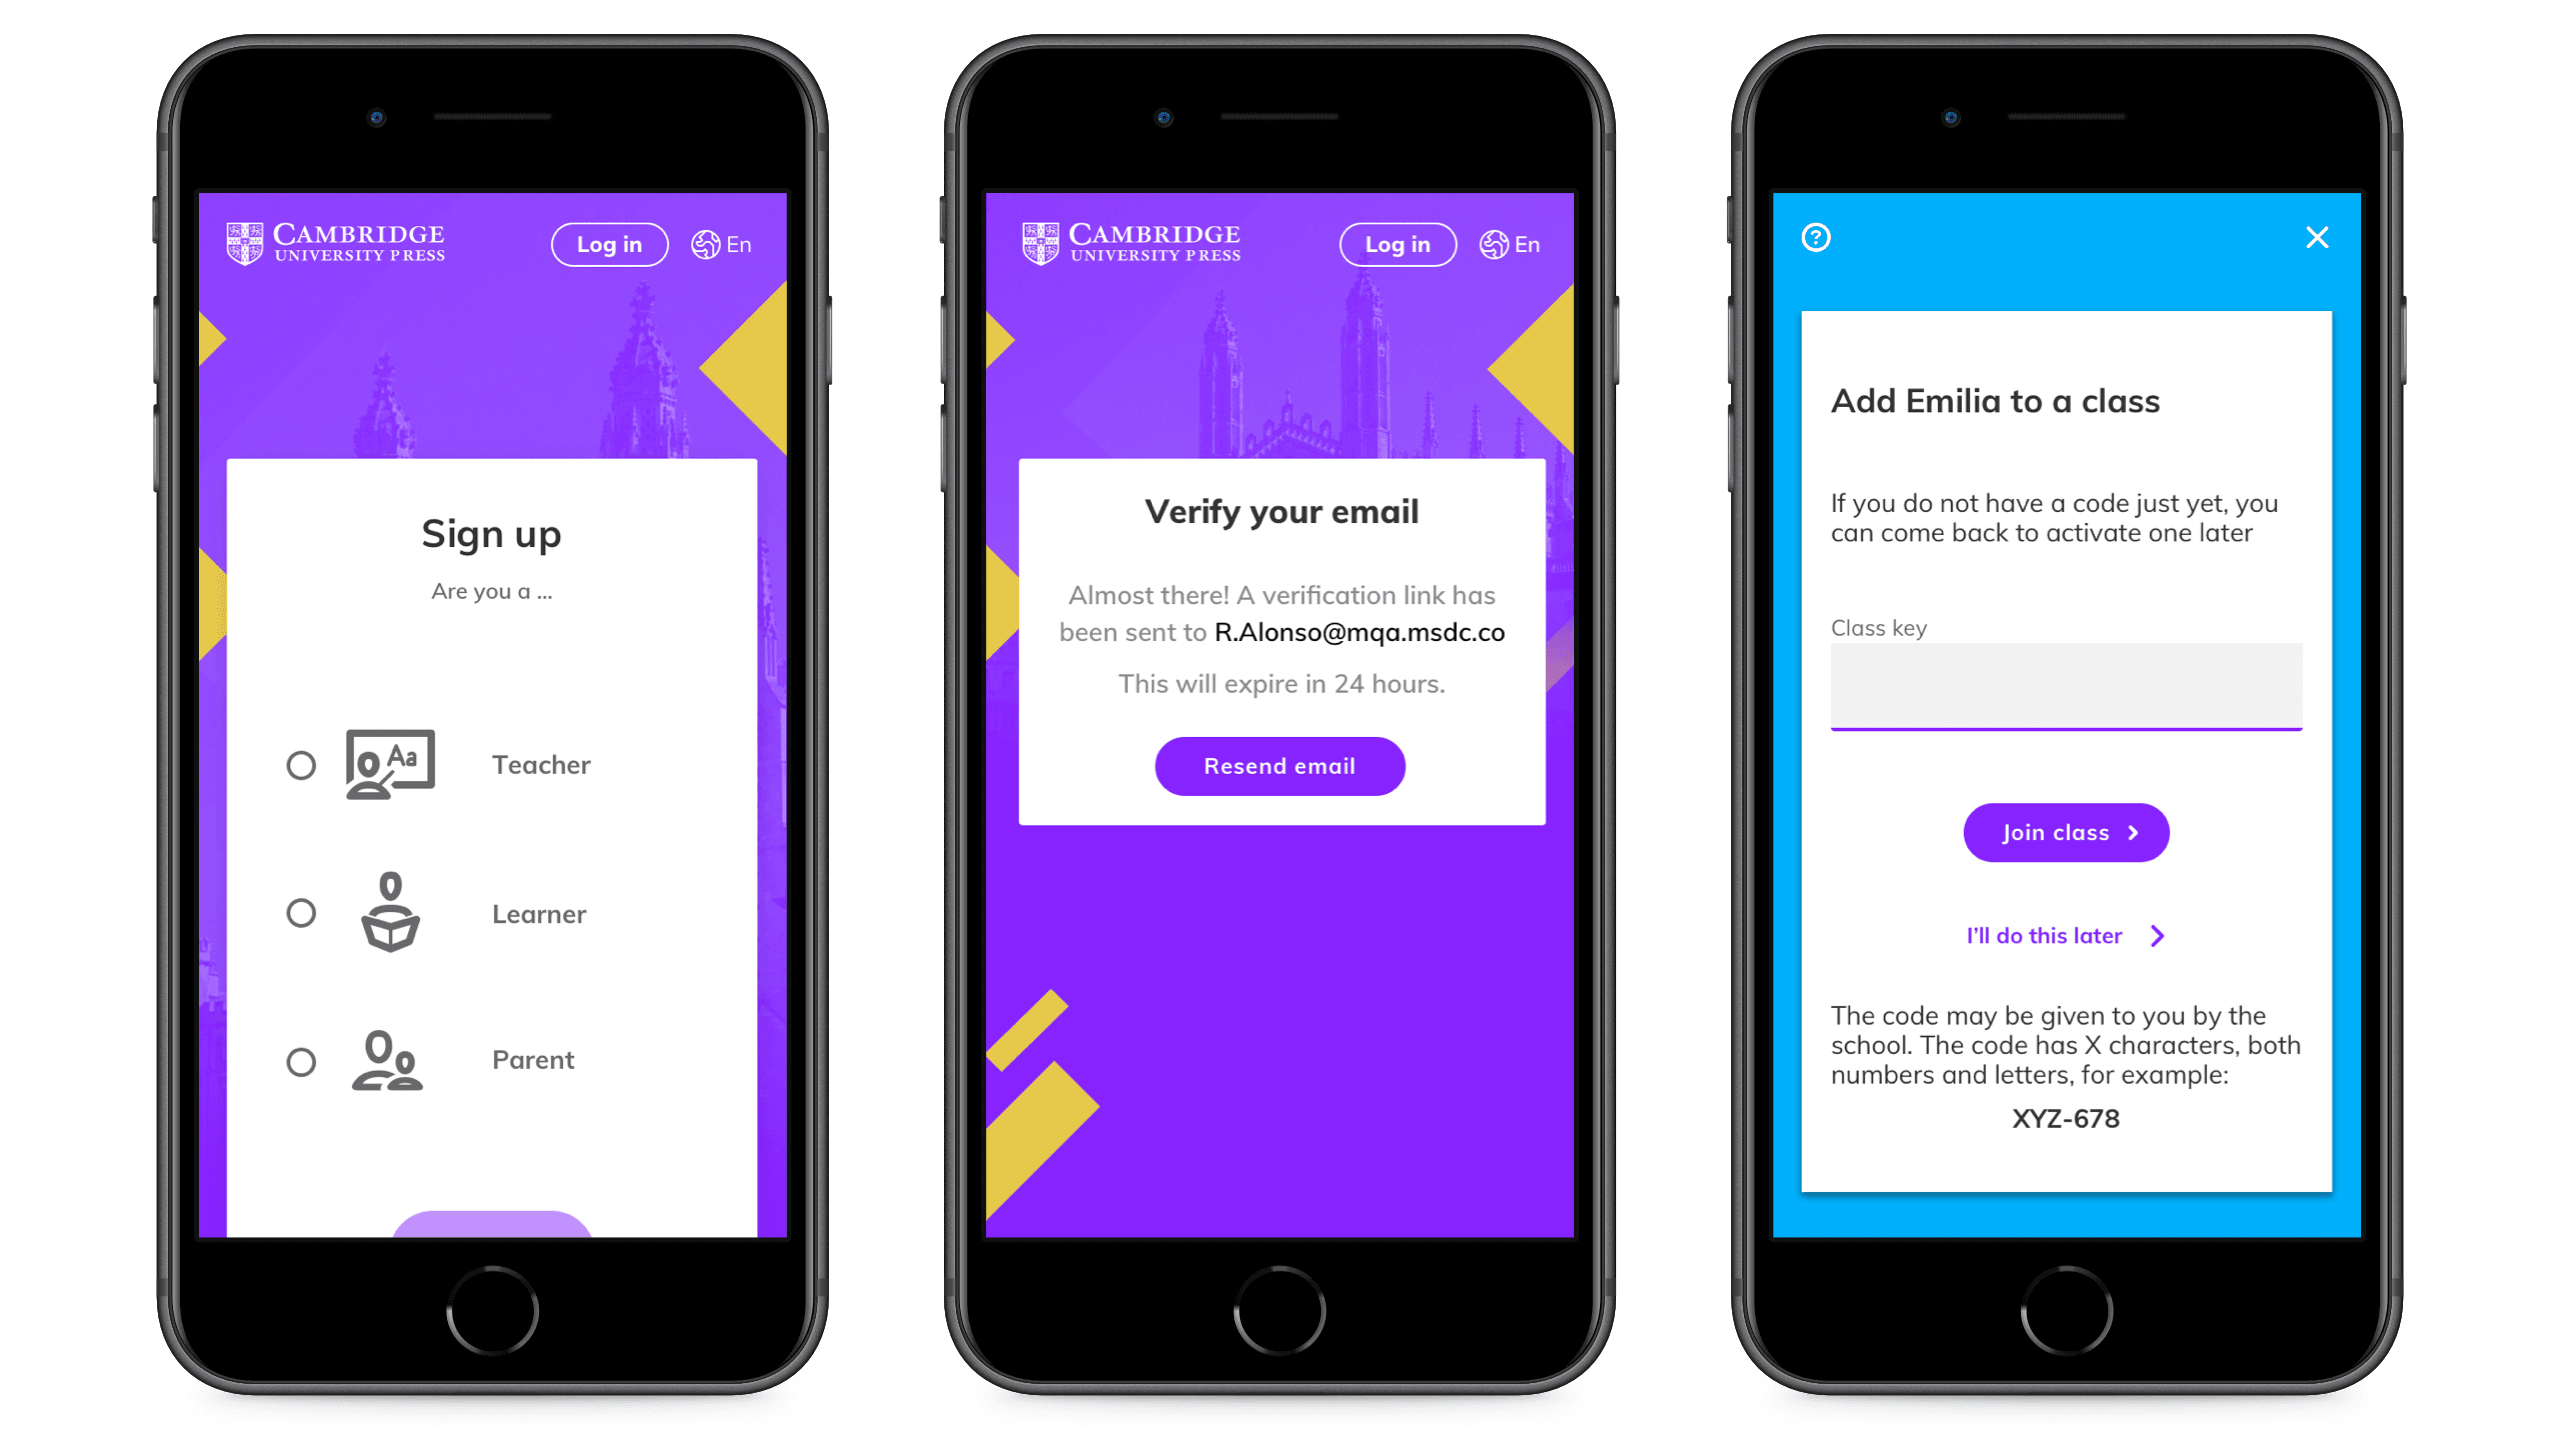 CAMBRIDGE
UNIVERSITY PRESS
Log in
En
Sign up
Are you a ...
Aa
Teacher
Learner
Parent
CAMBRIDGE
UNIVERSITY PRESS
Log in
En
Verify your email
Almost there! A verification link has
been sent to R.Alonso@mqa.msdc.co
This will expire in 24 hours.
Resend email
?
Add Emilia to a class
If you do not have a code just yet, you
can come back to activate one later
Class key
Join class
I'll do this later
The code may be given to you by the
school. The code has X characters, both
numbers and letters, for example:
XYZ-678